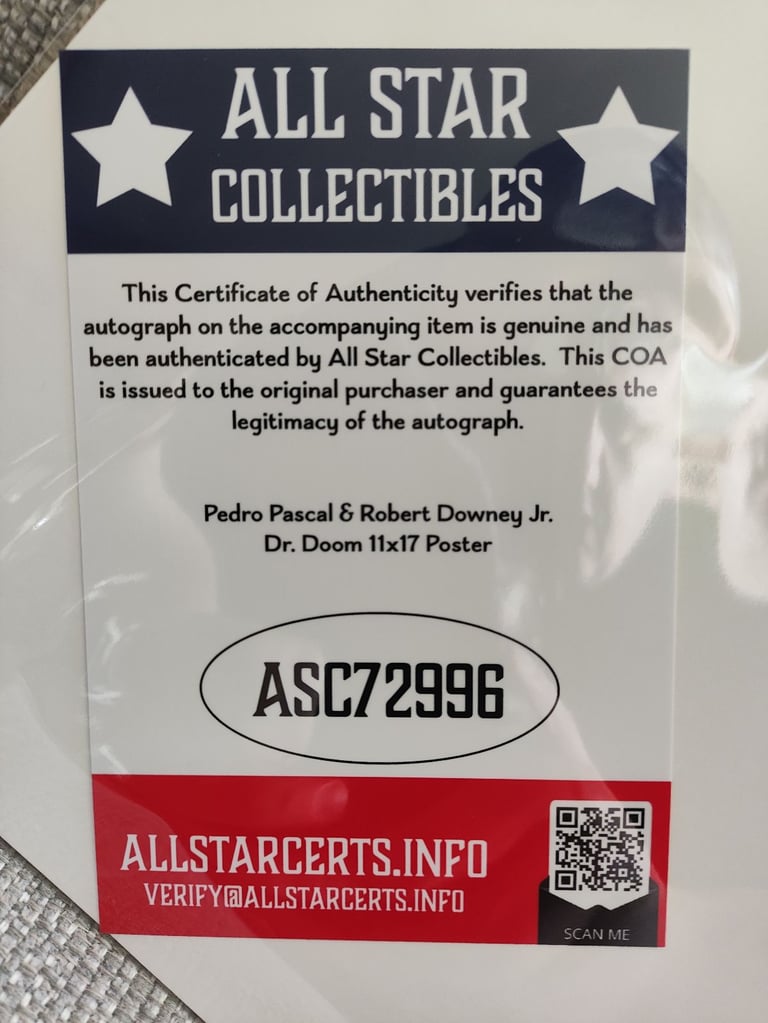 ALL STAR
COLLECTIBLES
This Certificate of Authenticity verifies that the
autograph on the accompanying item is genuine and has
been authenticated by All Star Collectibles. This COA
is issued to the original purchaser and guarantees the
legitimacy of the autograph.
Pedro Pascal & Robert Downey Jr.
Dr. Doom 11x17 Poster
ASC72996
ALLSTARCERTS.INFO
VERIFY@ALLSTARCERTS.INFO
SCAN ME